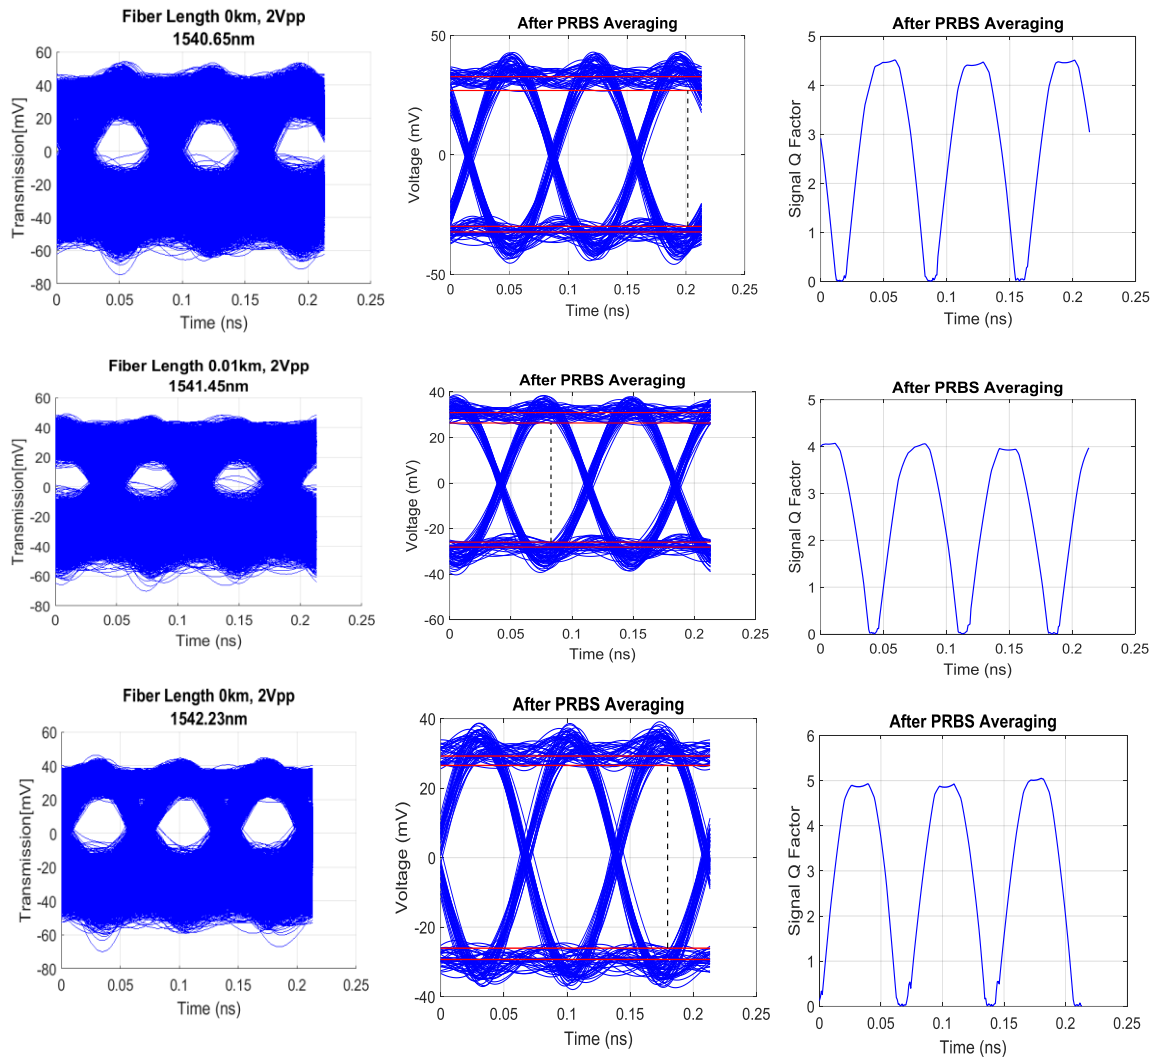 Fiber Length 0km, 2Vpp
1540.65nm
Transmission[mV]
60
40
20
0
-20
-40
-60
-80
0 0.05 0.1 0.15 0.2 0.25
Time (ns)
After PRBS Averaging
Voltage (mV)
50
0
-50
0 0.05 0.1 0.15 0.2 0.25
Time (ns)
After PRBS Averaging
Signal Q Factor
5
4
3
2
1
0
0 0.05 0.1 0.15 0.2 0.25
Time (ns)
Fiber Length 0.01km, 2Vpp
1541.45nm
Transmission[mV]
60
40
20
0
-20
-40
-60
-80
0 0.05 0.1 0.15 0.2 0.25
Time (ns)
After PRBS Averaging
Voltage (mV)
40
20
0
-20
-40
-60
0 0.05 0.1 0.15 0.2 0.25
Time (ns)
After PRBS Averaging
Signal Q Factor
5
4
3
2
1
0
0 0.05 0.1 0.15 0.2 0.25
Time (ns)
Fiber Length 0km, 2Vpp
1542.23nm
Transmission[mV]
60
40
20
0
-20
-40
-60
-80
0 0.05 0.1 0.15 0.2 0.25
Time (ns)
After PRBS Averaging
Voltage (mV)
40
20
0
-20
-40
0 0.05 0.1 0.15 0.2 0.25
Time (ns)
After PRBS Averaging
Signal Q Factor
6
5
4
3
2
1
0
0 0.05 0.1 0.15 0.2 0.25
Time (ns)